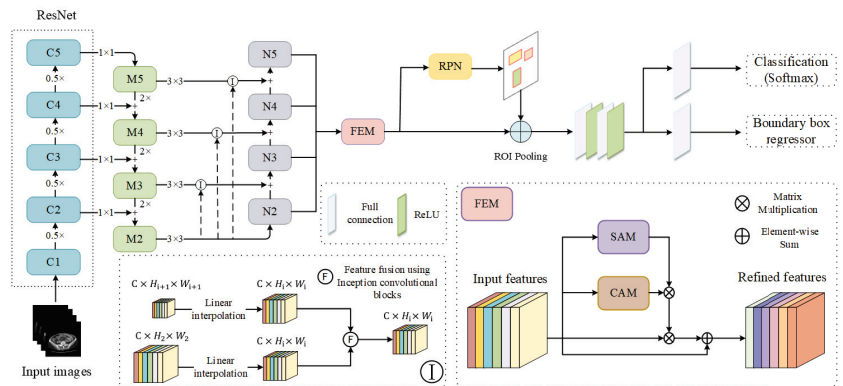 ResNet
C5
1×1
0.5×
M5
3×3
I
N5
C4
1×1
2×
0.5×
M4
3×3
I
N4
C3
1×1
2×
0.5×
M3
3×3
I
N3
C2
1×1
2×
0.5×
M2
3×3
N2
C1
Input images
+
+
+
+
+
+
FEM
RPN
ROI Pooling
Classification
(Softmax)
Boundary box
regressor
Full
connection
ReLU
C × Hi+1 × Wi+1
Linear
interpolation
C × Hi × Wi
C × H2 × W2
Linear
interpolation
C × Hi × Wi
F
Feature fusion using
Inception convolutional
blocks
F
C × Hi × Wi
I
FEM
Matrix
Multiplication
Element-wise
Sum
SAM
CAM
Input features
Refined features